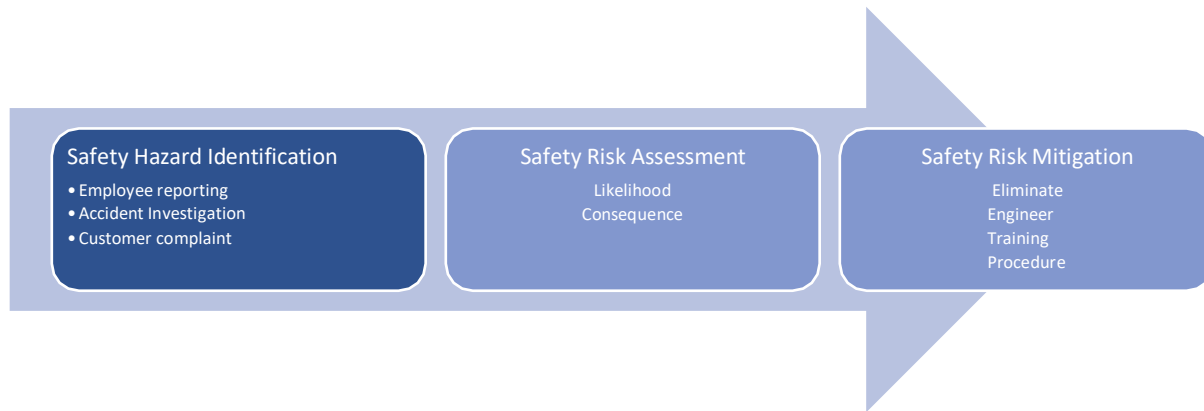 Safety Hazard Identification
• Employee reporting
• Accident Investigation
• Customer complaint
Safety Risk Assessment
Likelihood
Consequence
Safety Risk Mitigation
Eliminate
Engineer
Training
Procedure